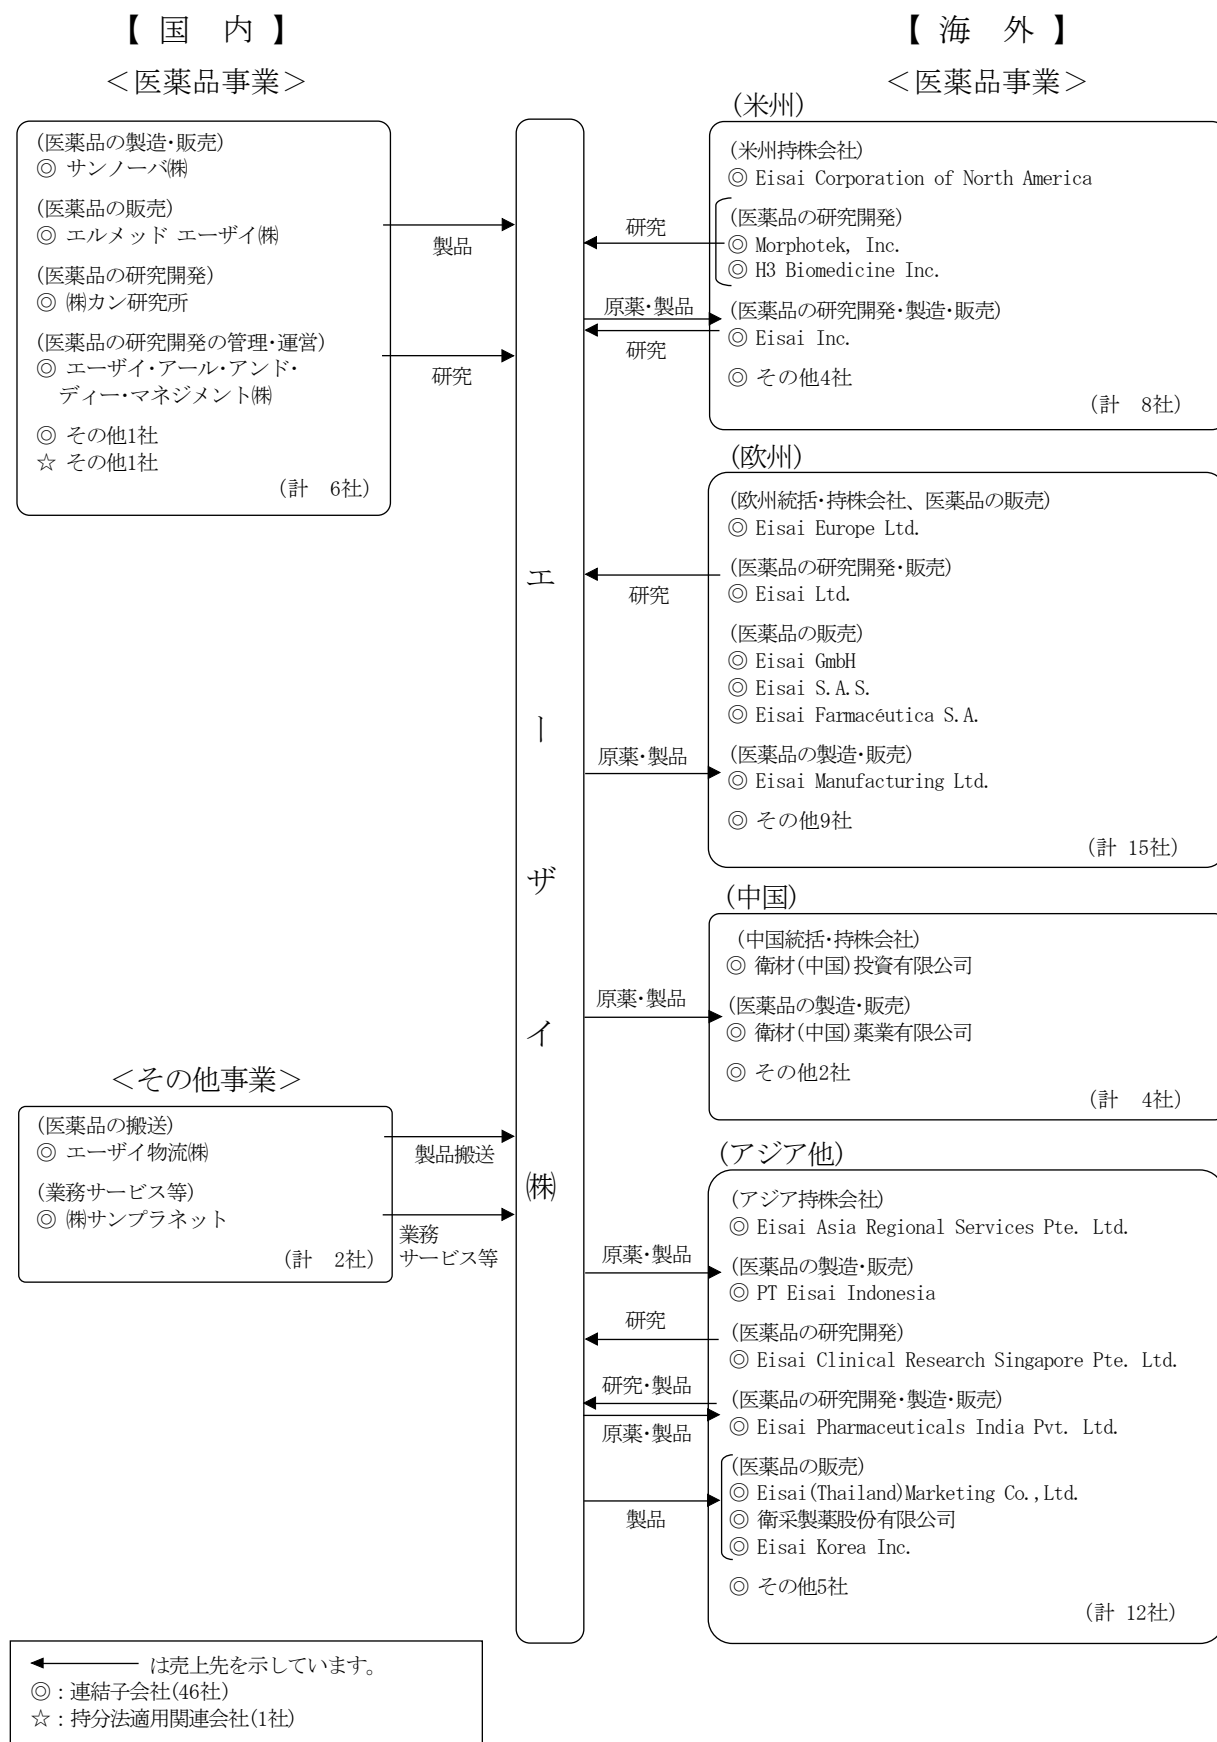 【 国　内 】
＜医薬品事業＞
(医薬品の製造・販売)
◎ サンノーバ㈱
(医薬品の販売)
◎ エルメッド エーザイ㈱
(医薬品の研究開発)
◎ ㈱カン研究所
(医薬品の研究開発の管理・運営)
◎ エーザイ・アール・アンド・
ディー・マネジメント㈱
◎ その他1社
☆ その他1社
(計　6社)
製品
研究
＜その他事業＞
(医薬品の搬送)
◎ エーザイ物流㈱
(業務サービス等)
◎ ㈱サンプラネット
(計　2社)
製品搬送
業務
サービス等
エーザイ㈱
【 海　外 】
＜医薬品事業＞
(米州)
(米州持株会社)
◎ Eisai Corporation of North America
研究
(医薬品の研究開発)
◎ Morphotek, Inc.
◎ H3 Biomedicine Inc.
原薬・製品
(医薬品の研究開発・製造・販売)
研究
◎ Eisai Inc.
◎ その他4社
(計　8社)
(欧州)
(欧州統括・持株会社、医薬品の販売)
◎ Eisai Europe Ltd.
(医薬品の研究開発・販売)
研究
◎ Eisai Ltd.
(医薬品の販売)
◎ Eisai GmbH
◎ Eisai S.A.S.
◎ Eisai Farmacéutica S.A.
原薬・製品
(医薬品の製造・販売)
◎ Eisai Manufacturing Ltd.
◎ その他9社
(計 15社)
(中国)
(中国統括・持株会社)
◎ 衛材(中国)投資有限公司
原薬・製品
(医薬品の製造・販売)
◎ 衛材(中国)薬業有限公司
◎ その他2社
(計　4社)
(アジア他)
(アジア持株会社)
◎ Eisai Asia Regional Services Pte. Ltd.
原薬・製品
(医薬品の製造・販売)
◎ PT Eisai Indonesia
研究
(医薬品の研究開発)
◎ Eisai Clinical Research Singapore Pte. Ltd.
研究・製品
(医薬品の研究開発・製造・販売)
原薬・製品
◎ Eisai Pharmaceuticals India Pvt. Ltd.
(医薬品の販売)
◎ Eisai(Thailand)Marketing Co.,Ltd.
製品
◎ 衛采製薬股份有限公司
◎ Eisai Korea Inc.
◎ その他5社
(計 12社)
は売上先を示しています。
◎：連結子会社(46社)
☆：持分法適用関連会社(1社)